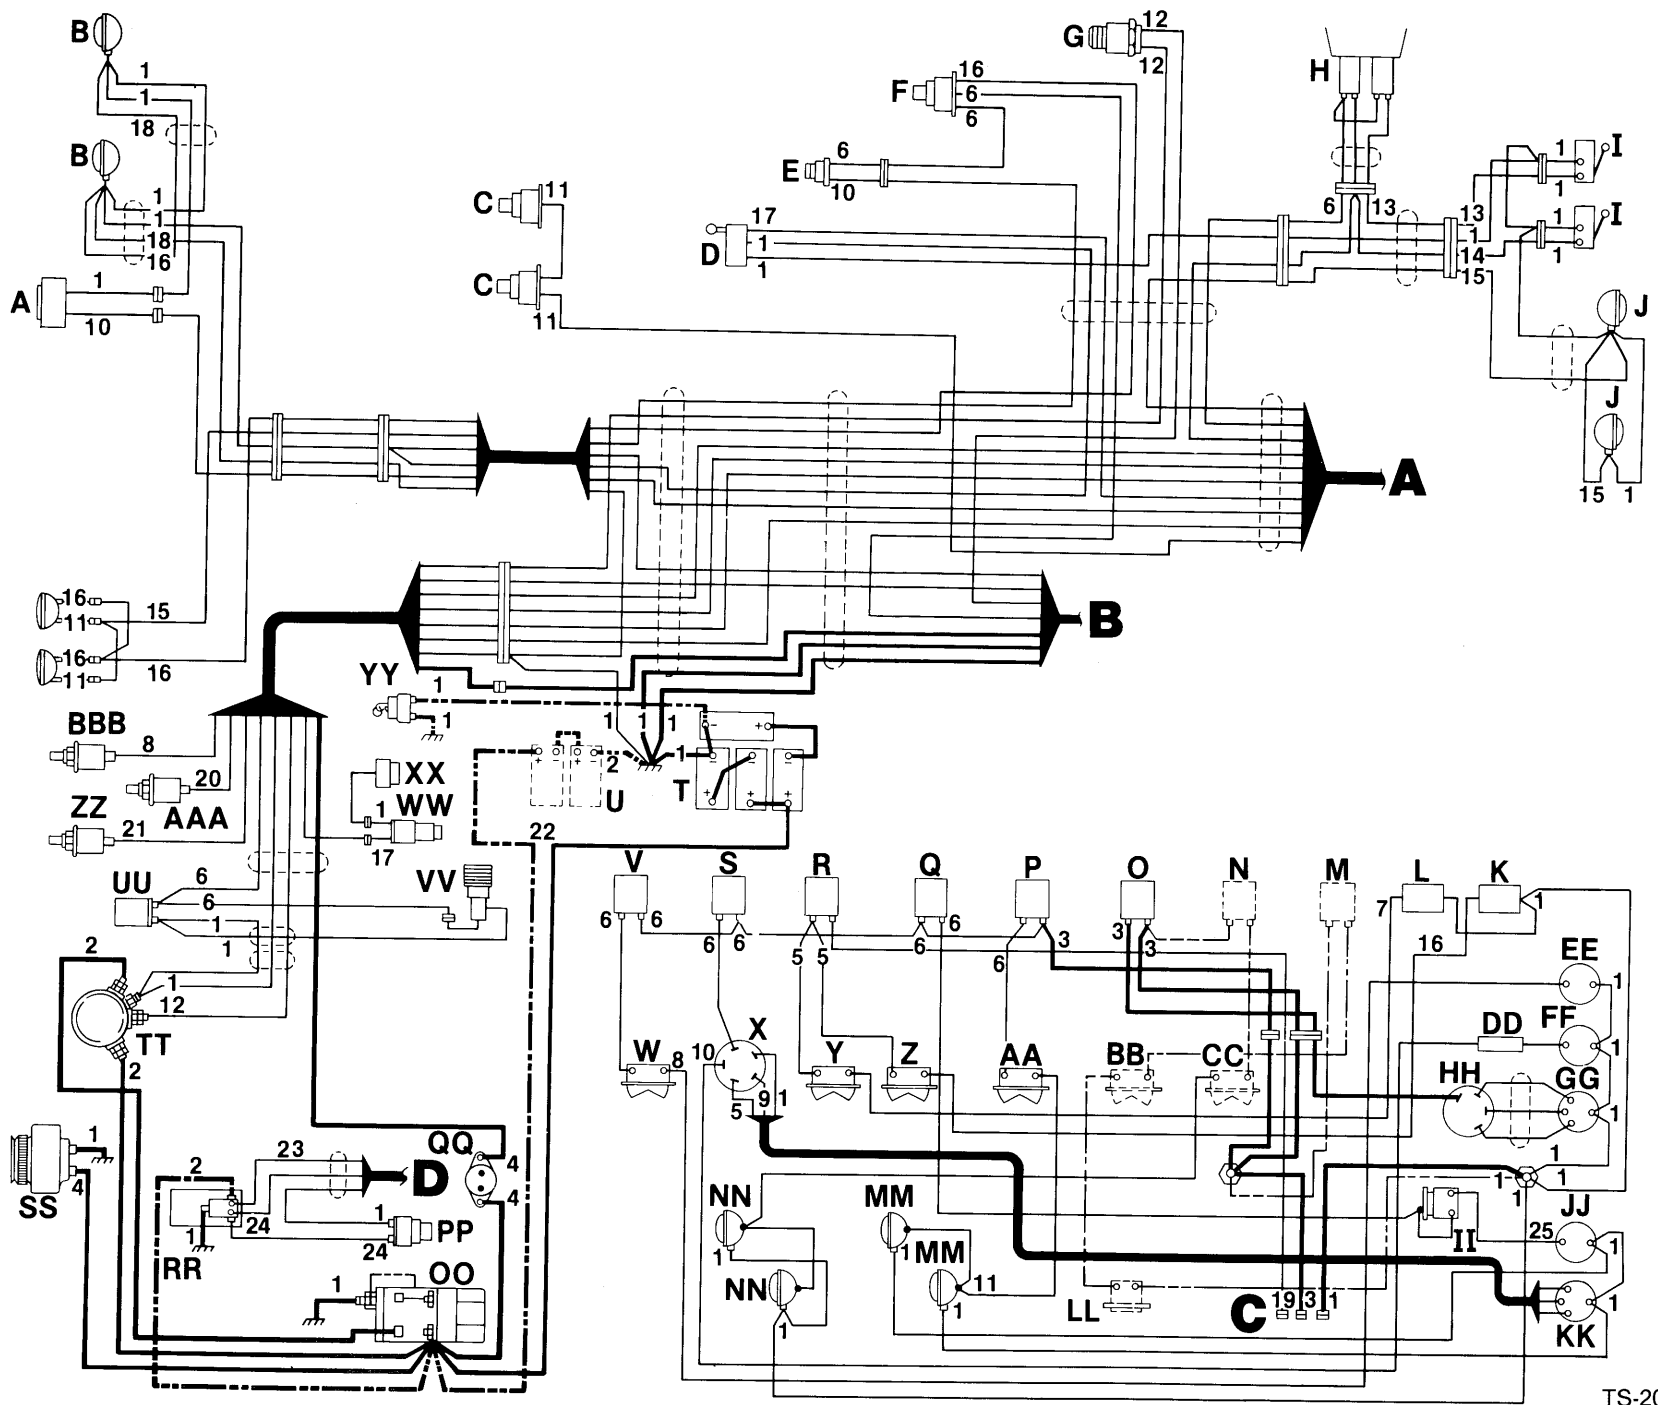 B
1
1
18
B
1
1
18
16
A
1
10
G
12
12
F
16
6
6
E
6
10
C
11
C
11
D
17
1
1
H
6
13
13
1
14
15
1
I
1
1
I
1
J
J
15
1
A
B
16
11
15
16
11
16
YY
1
1
1
1
1
1
2
U
T
BBB
8
20
AAA
ZZ
21
XX
WW
1
17
22
UU
6
6
1
1
VV
2
1
12
TT
2
V
6
6
S
6
6
R
5
5
Q
6
6
P
6
3
O
3
3
N
M
L
7
K
1
16
EE
1
FF
DD
1
W
8
10
X
5
9
1
Y
Z
AA
BB
CC
HH
GG
1
1
1
1
1
JJ
SS
1
4
23
2
D
QQ
4
4
1
24
RR
1
24
PP
OO
1
NN
1
NN
1
MM
1
MM
11
1
LL
C
19
3
1
II
25
1
KK
1
TS-20